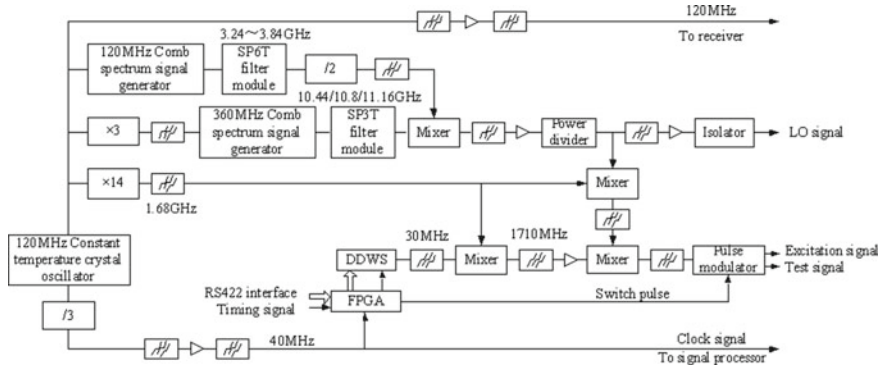 120MHz
To receiver
3.24～3.84GHz
120MHz Comb
spectrum signal
generator
SP6T
filter
module
/2
10.44/10.8/11.16GHz
×3
360MHz Comb
spectrum signal
generator
SP3T
filter
module
Mixer
Power
divider
Isolator
LO signal
×14
1.68GHz
Mixer
120MHz Constant
temperature crystal
oscillator
30MHz
1710MHz
DDWS
Mixer
Mixer
Pulse
modulator
Excitation signal
Test signal
RS422 interface
Timing signal
FPGA
Switch pulse
/3
40MHz
Clock signal
To signal processor